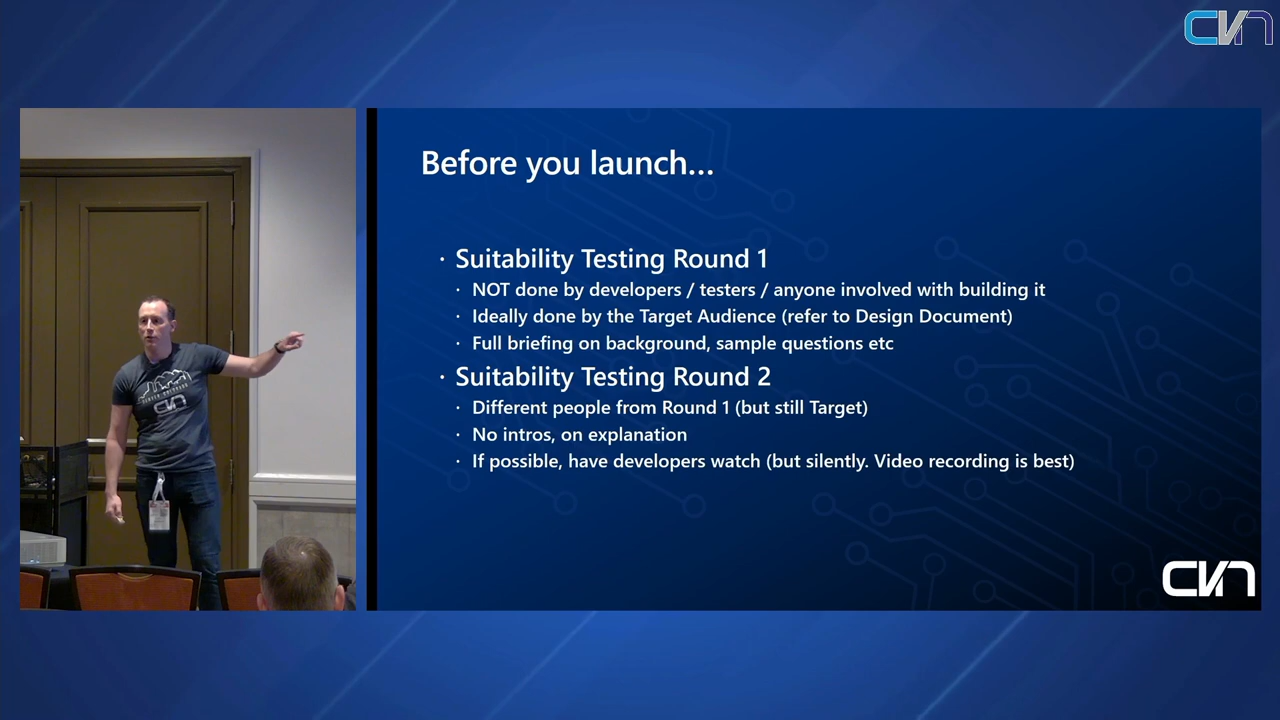 CVN
Before you launch...
· Suitability Testing Round 1
· NOT done by developers / testers / anyone involved with building it
· Ideally done by the Target Audience (refer to Design Document)
· Full briefing on background, sample questions etc
· Suitability Testing Round 2
· Different people from Round 1 (but still Target)
· No intros, on explanation
· If possible, have developers watch (but silently. Video recording is best)
CVN
CVN